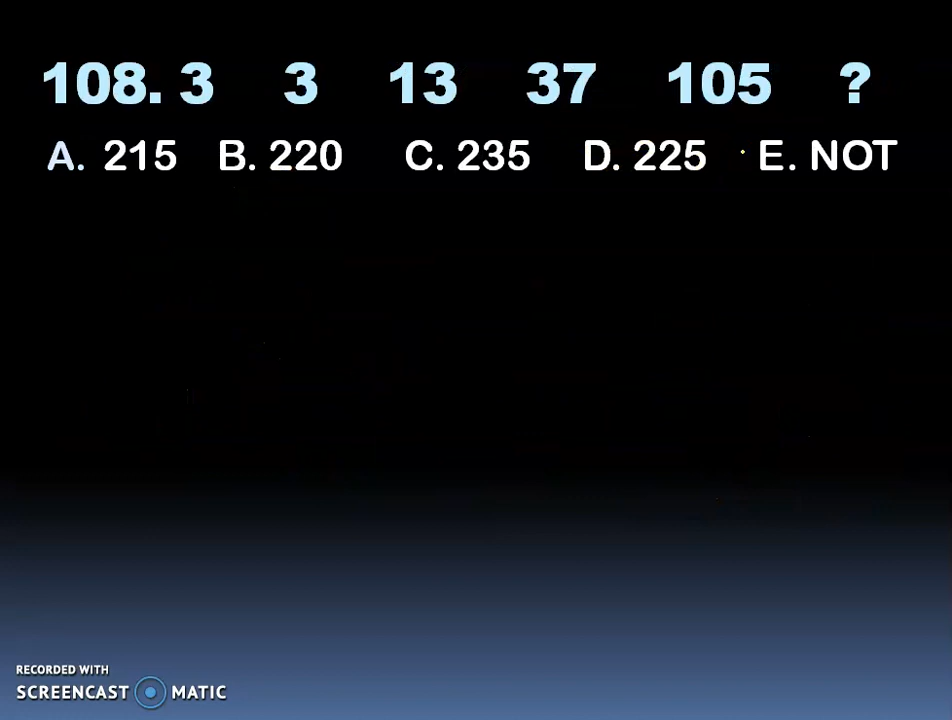 108. 3 3 13 37 105 ?
A. 215 B. 220 C. 235 D. 225 E. NOT
RECORDED WITH
SCREENCAST MATIC